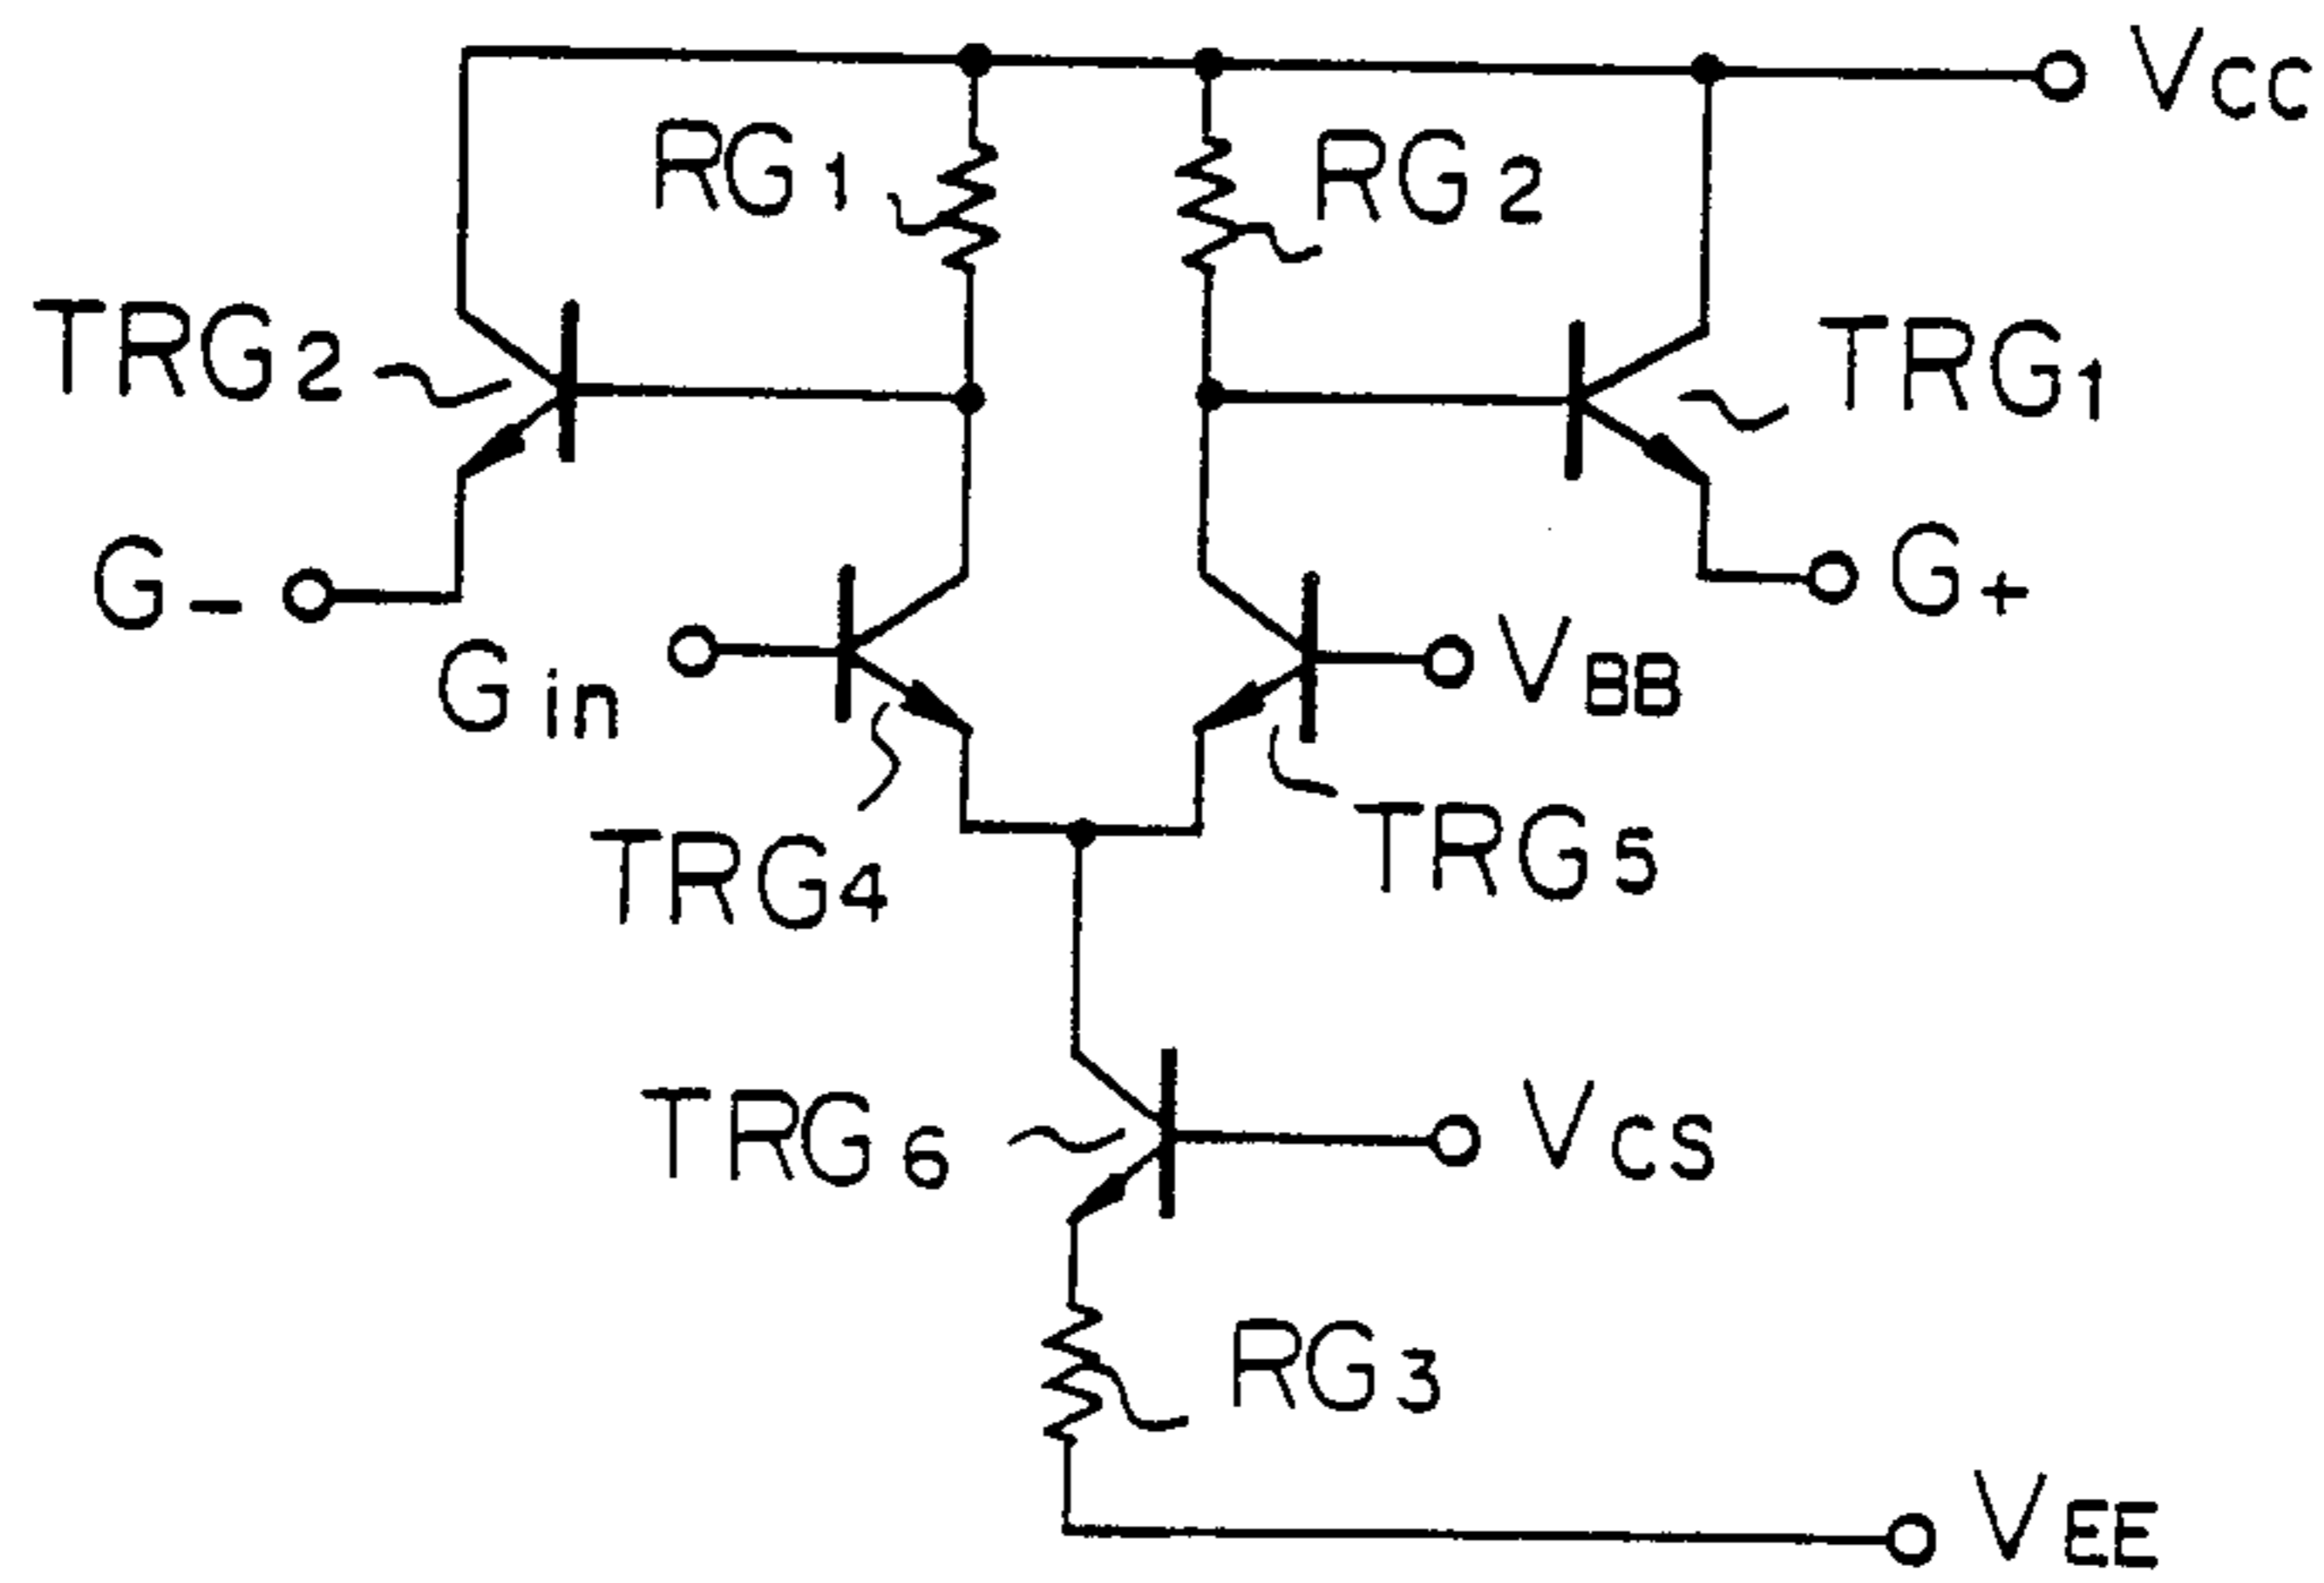 VCC
RG1
RG2
TRG2
TRG1
G-
G+
Gin
VBB
TRG4
TRG5
TRG6
VCS
RG3
VEE